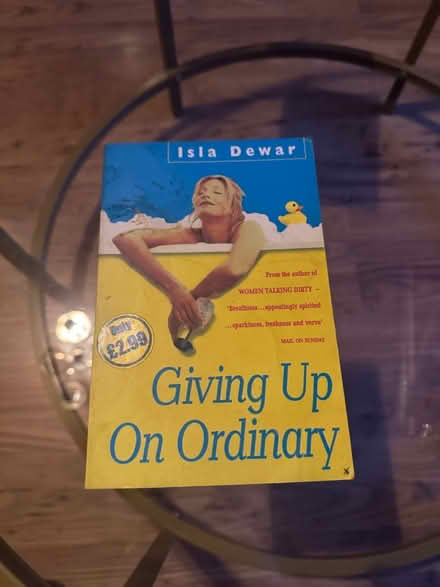 Isla Dewar
From the author of
WOMEN TALKING DIRTY –
'Breathless...appealingly spirited
...sparkiness, freshness and verve'
MAIL ON SUNDAY
Only
£2.99
Giving Up
On Ordinary